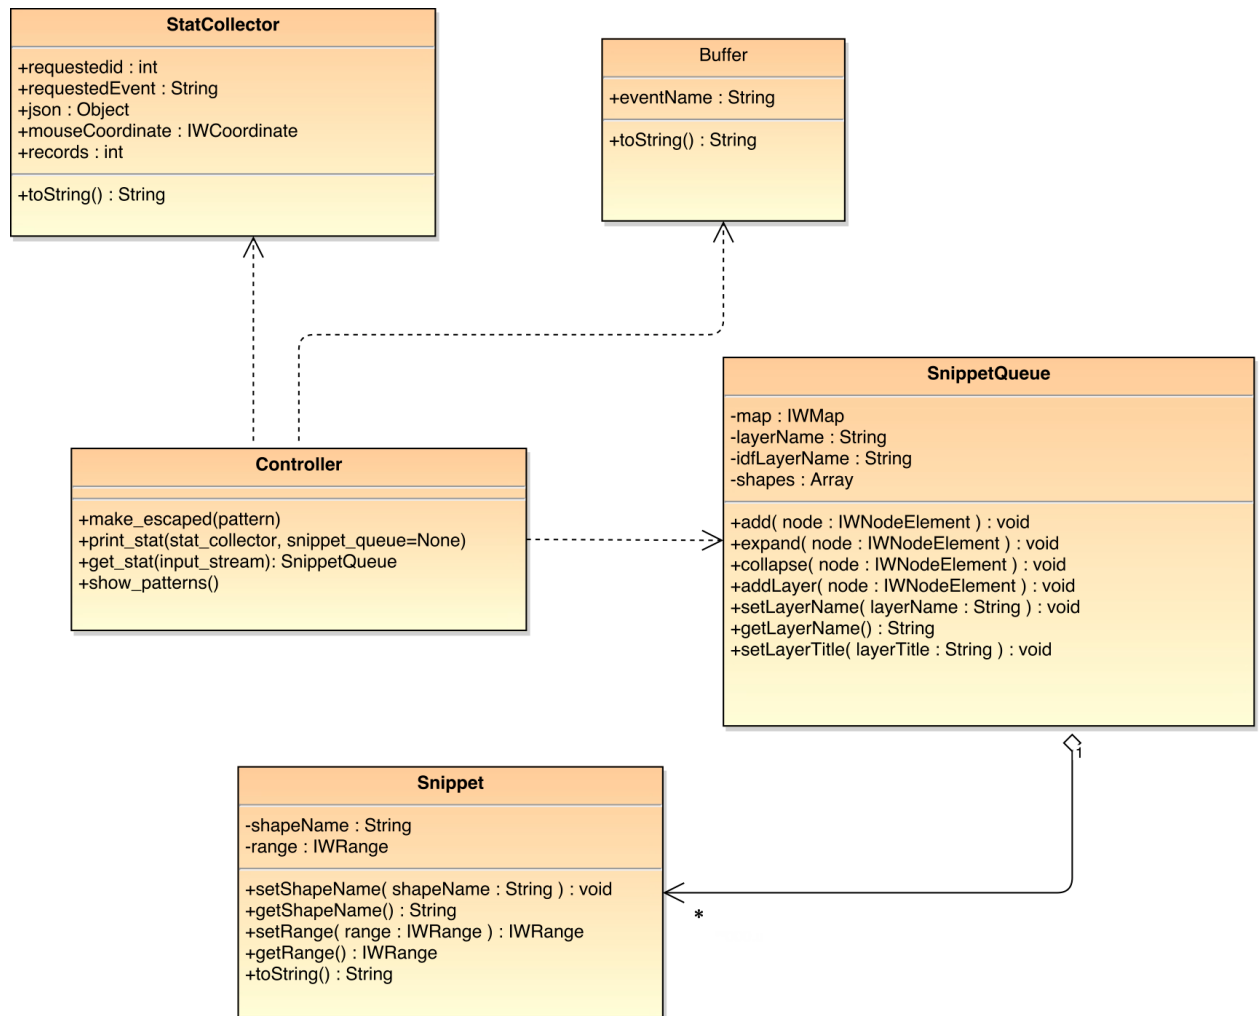 StatCollector
+requestedid : int
+requestedEvent : String
+json : Object
+mouseCoordinate : IWCoordinate
+records : int
+toString() : String
Buffer
+eventName : String
+toString() : String
SnippetQueue
-map : IWMap
-layerName : String
-idfLayerName : String
-shapes : Array
+add( node : IWNodeElement ) : void
+expand( node : IWNodeElement ) : void
+collapse( node : IWNodeElement ) : void
+addLayer( node : IWNodeElement ) : void
+setLayerName( layerName : String ) : void
+getLayerName() : String
+setLayerTitle( layerTitle : String ) : void
Controller
+make_escaped(pattern)
+print_stat(stat_collector, snippet_queue=None)
+get_stat(input_stream): SnippetQueue
+show_patterns()
1
Snippet
-shapeName : String
-range : IWRange
+setShapeName( shapeName : String ) : void
+getShapeName() : String
+setRange( range : IWRange ) : IWRange
+getRange() : IWRange
+toString() : String
*